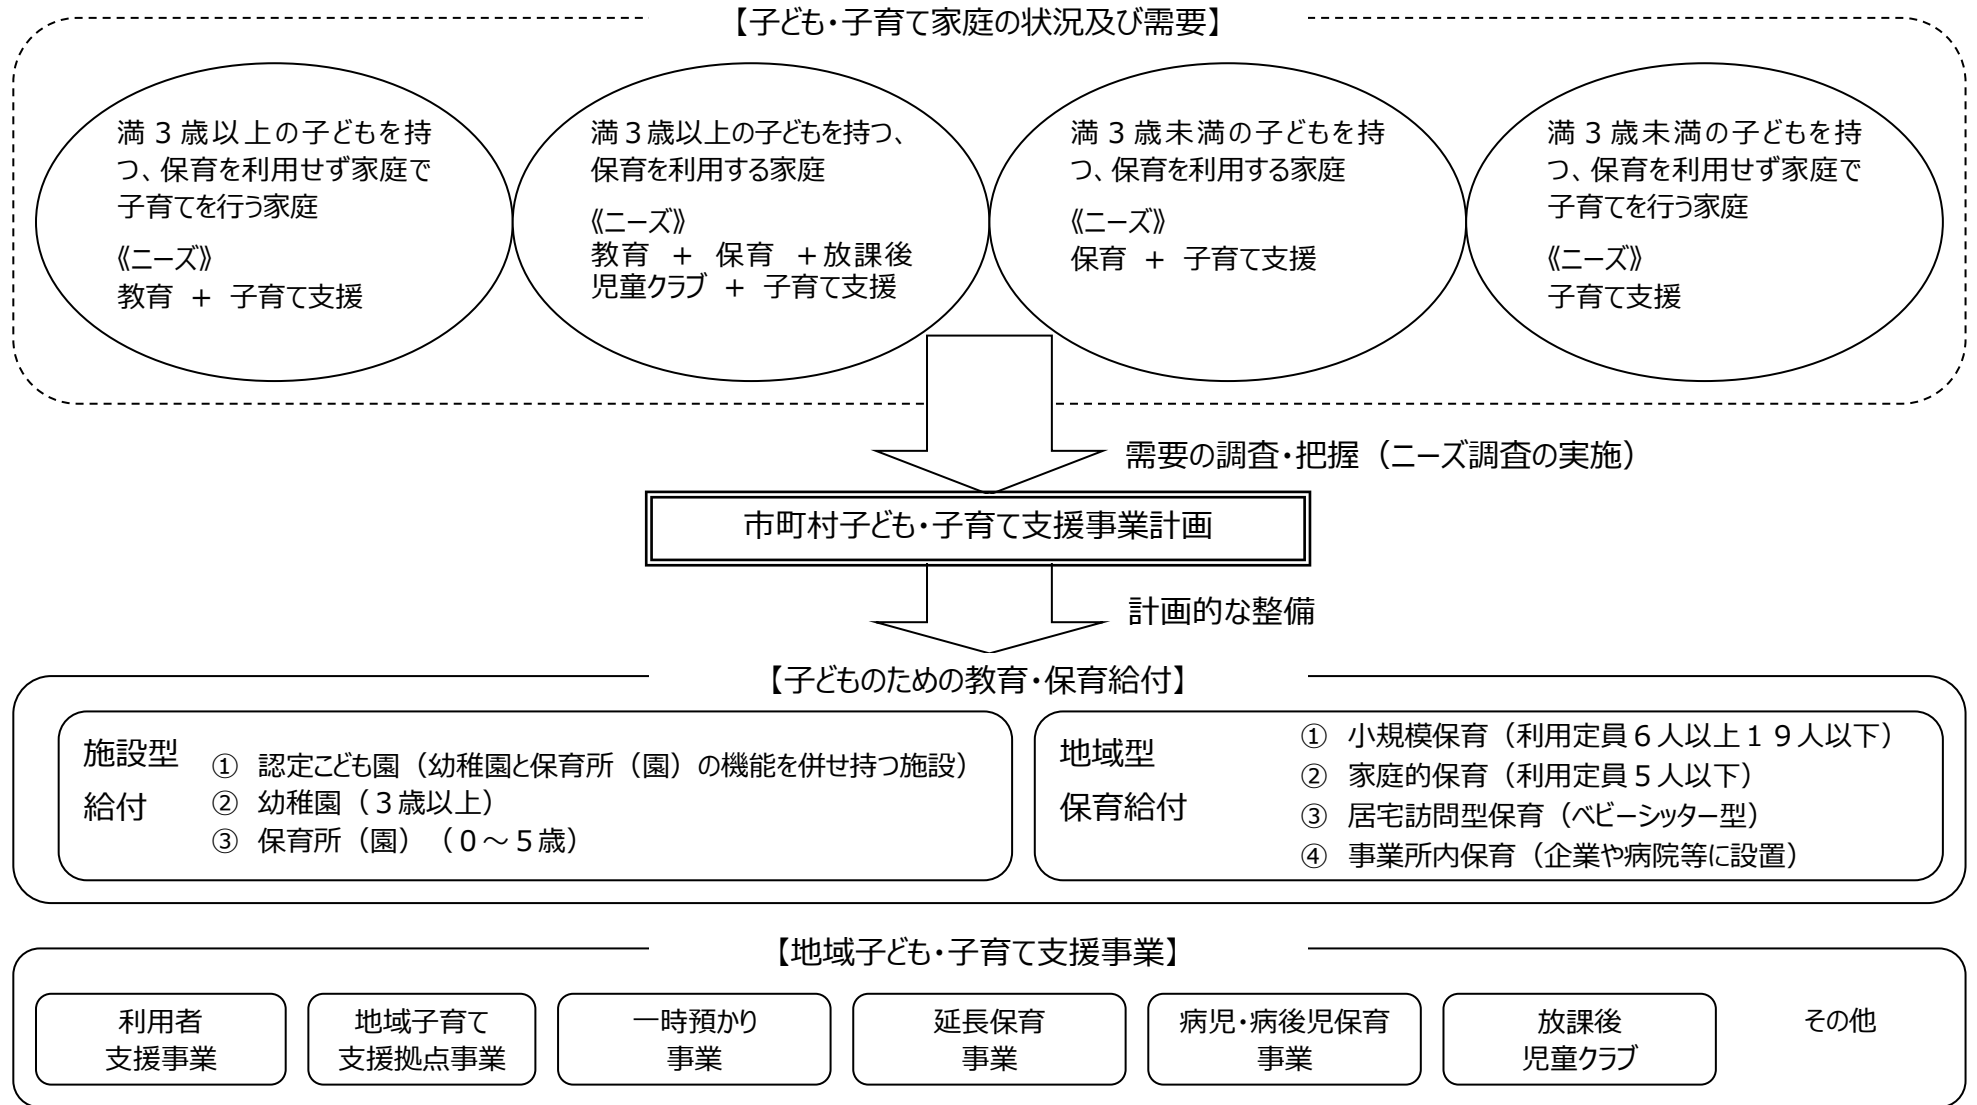 【子ども・子育て家庭の状況及び需要】
満３歳以上の子どもを持
つ、保育を利用せず家庭で
子育てを行う家庭
《ニーズ》
教育 ＋ 子育て支援
満３歳以上の子どもを持つ、
保育を利用する家庭
《ニーズ》
教育 ＋ 保育 ＋放課後
児童クラブ ＋ 子育て支援
満３歳未満の子どもを持
つ、保育を利用する家庭
《ニーズ》
保育 ＋ 子育て支援
満３歳未満の子どもを持
つ、保育を利用せず家庭で
子育てを行う家庭
《ニーズ》
子育て支援
需要の調査・把握（ニーズ調査の実施）
市町村子ども・子育て支援事業計画
計画的な整備
【子どものための教育・保育給付】
施設型
給付
① 認定こども園（幼稚園と保育所（園）の機能を併せ持つ施設）
② 幼稚園（３歳以上）
③ 保育所（園）（０～５歳）
地域型
保育給付
① 小規模保育（利用定員６人以上１９人以下）
② 家庭的保育（利用定員５人以下）
③ 居宅訪問型保育（ベビーシッター型）
④ 事業所内保育（企業や病院等に設置）
【地域子ども・子育て支援事業】
利用者
支援事業
地域子育て
支援拠点事業
一時預かり
事業
延長保育
事業
病児・病後児保育
事業
放課後
児童クラブ
その他